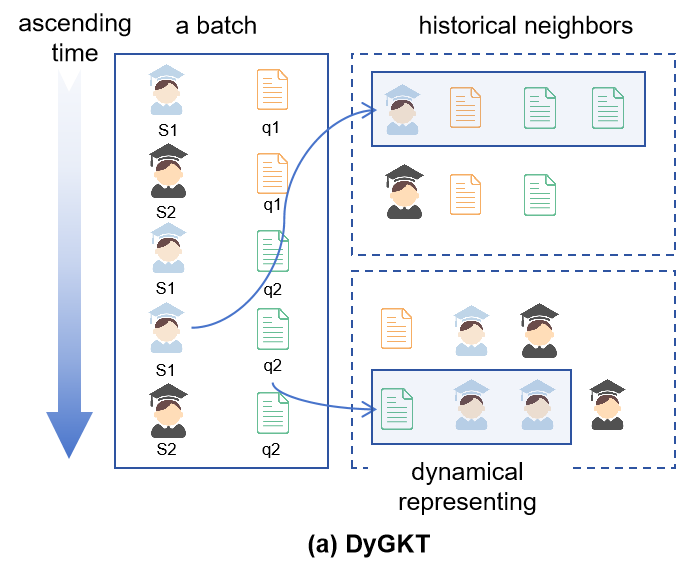 ascending
time
a batch
historical neighbors
S1
q1
S2
q1
S1
q2
S1
q2
S2
q2
dynamical
representing
(a) DyGKT